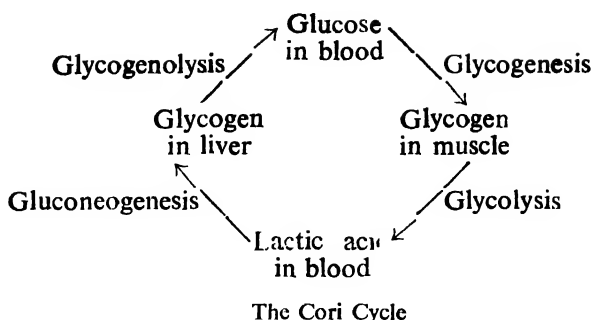 Glucose
in blood
Glycogenolysis
Glycogenesis
Glycogen
in liver
Glycogen
in muscle
Gluconeogenesis
Glycolysis
Lactic
in blood
The Cori Cycle